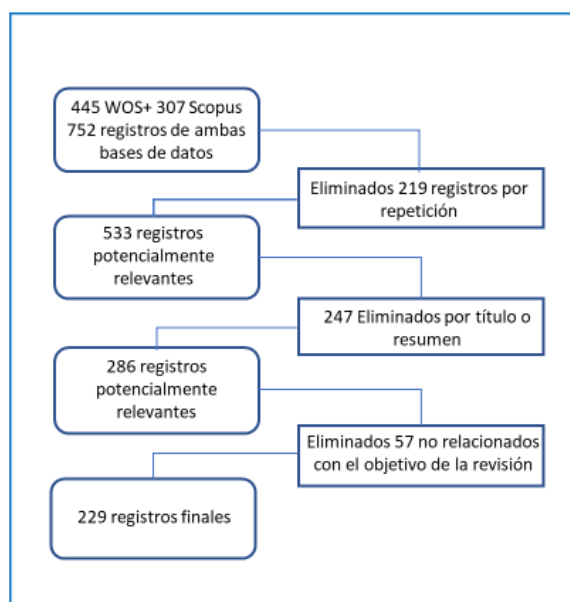 445 WOS+ 307 Scopus
752 registros de ambas
bases de datos
Eliminados 219 registros por
repetición
533 registros
potencialmente
relevantes
247 Eliminados por título o
resumen
286 registros
potencialmente
relevantes
Eliminados 57 no relacionados
con el objetivo de la revisión
229 registros finales